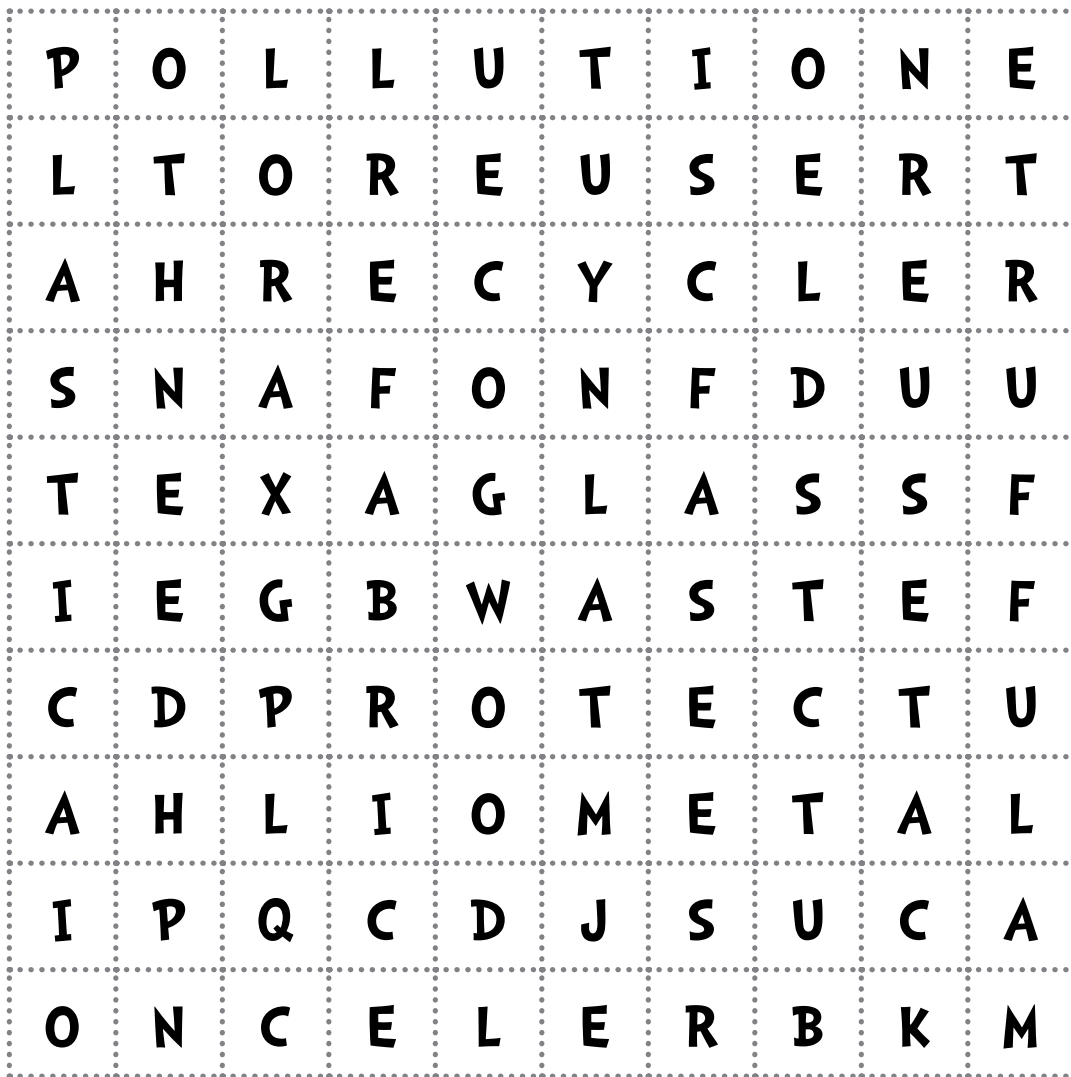 P O L L U T I O N E
L T O R E U S E R T
A H R E C Y C L E R
S N A F O N F D U U
T E X A G L A S S F
I E G B W A S T E F
C D P R O T E C T U
A H L I O M E T A L
I P Q C D J S U C A
O N C E L E R B K M